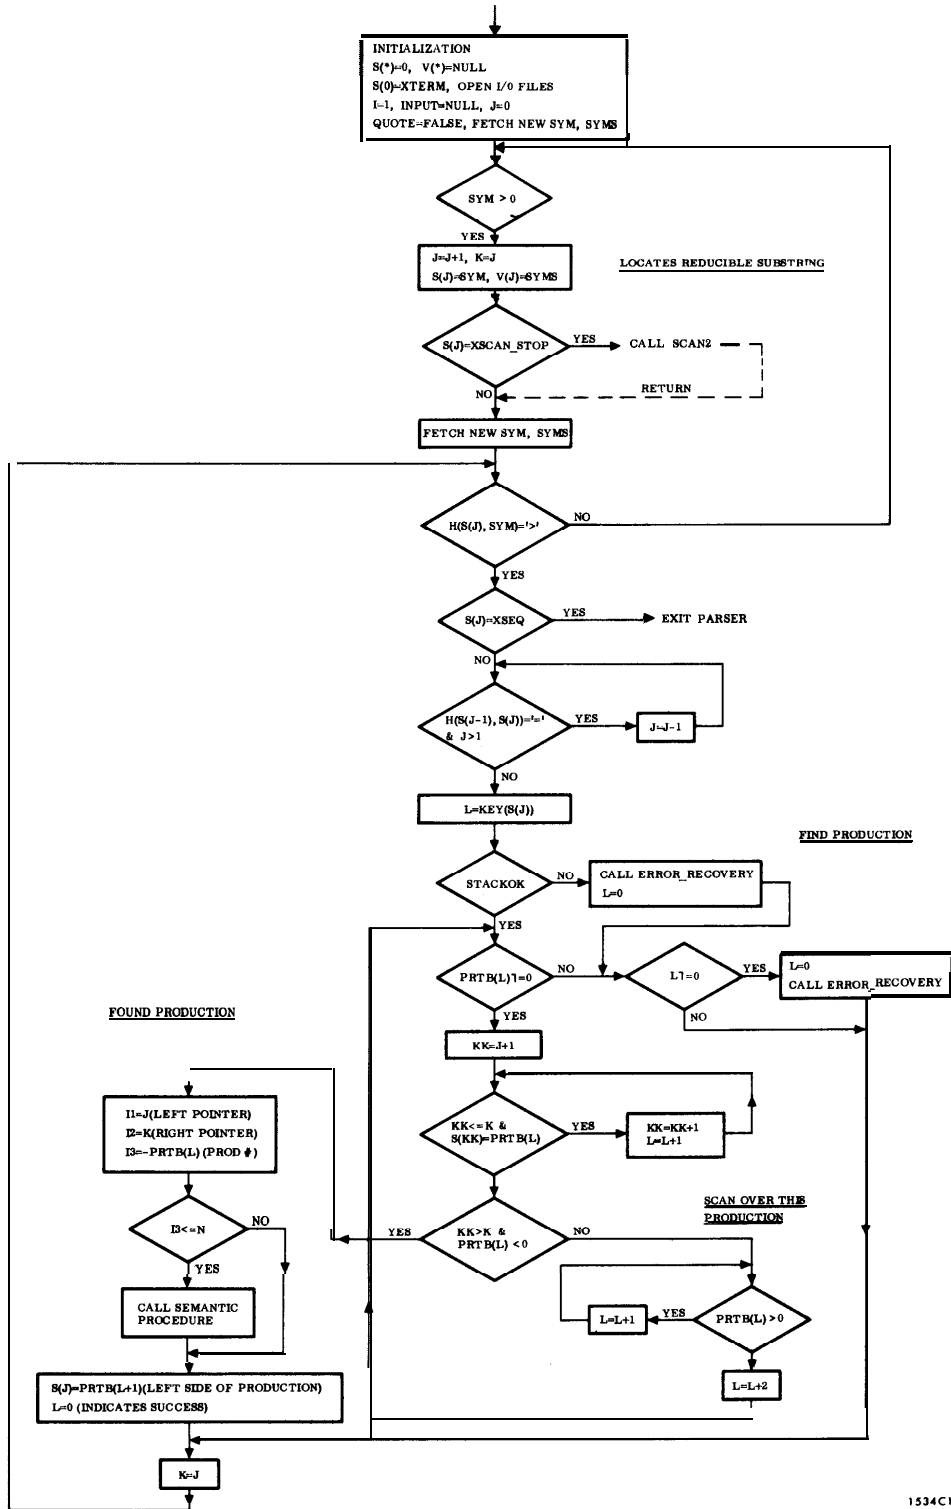 INITIALIZATION
S(*)=0, V(*)=NULL
S(0)=XTERM, OPEN I/O FILES
I=1, INPUT=NULL, J=0
QUOTE=FALSE, FETCH NEW SYM, SYMS
SYM > 0
YES
J=J+1, K=J
S(J)=SYM, V(J)=SYMS
LOCATES REDUCIBLE SUBSTRING
S(J)=XSCAN_STOP
YES
CALL SCAN2
RETURN
NO
FETCH NEW SYM, SYMS
H(S(J), SYM)='>'
NO
YES
S(J)=XSEQ
YES
EXIT PARSER
NO
H(S(J-1), S(J))='='
& J>1
YES
J=J-1
NO
L=KEY(S(J))
FIND PRODUCTION
STACKOK
NO
CALL ERROR_RECOVERY
L=0
YES
PRTB(L)⅂=0
NO
L⅂=0
YES
L=0
CALL ERROR_RECOVERY
NO
YES
KK=J+1
FOUND PRODUCTION
I1=J(LEFT POINTER)
I2=K(RIGHT POINTER)
I3=-PRTB(L) (PROD #)
KK<=K &
S(KK)=PRTB(L)
YES
KK=KK+1
L=L+1
SCAN OVER THIS
PRODUCTION
I3<=N
NO
YES
YES
KK>K &
PRTB(L) <0
NO
CALL SEMANTIC
PROCEDURE
L=L+1
YES
PRTB(L) >0
S(J)=PRTB(L+1)(LEFT SIDE OF PRODUCTION)
L=0 (INDICATES SUCCESS)
L=L+2
K=J
1534C1